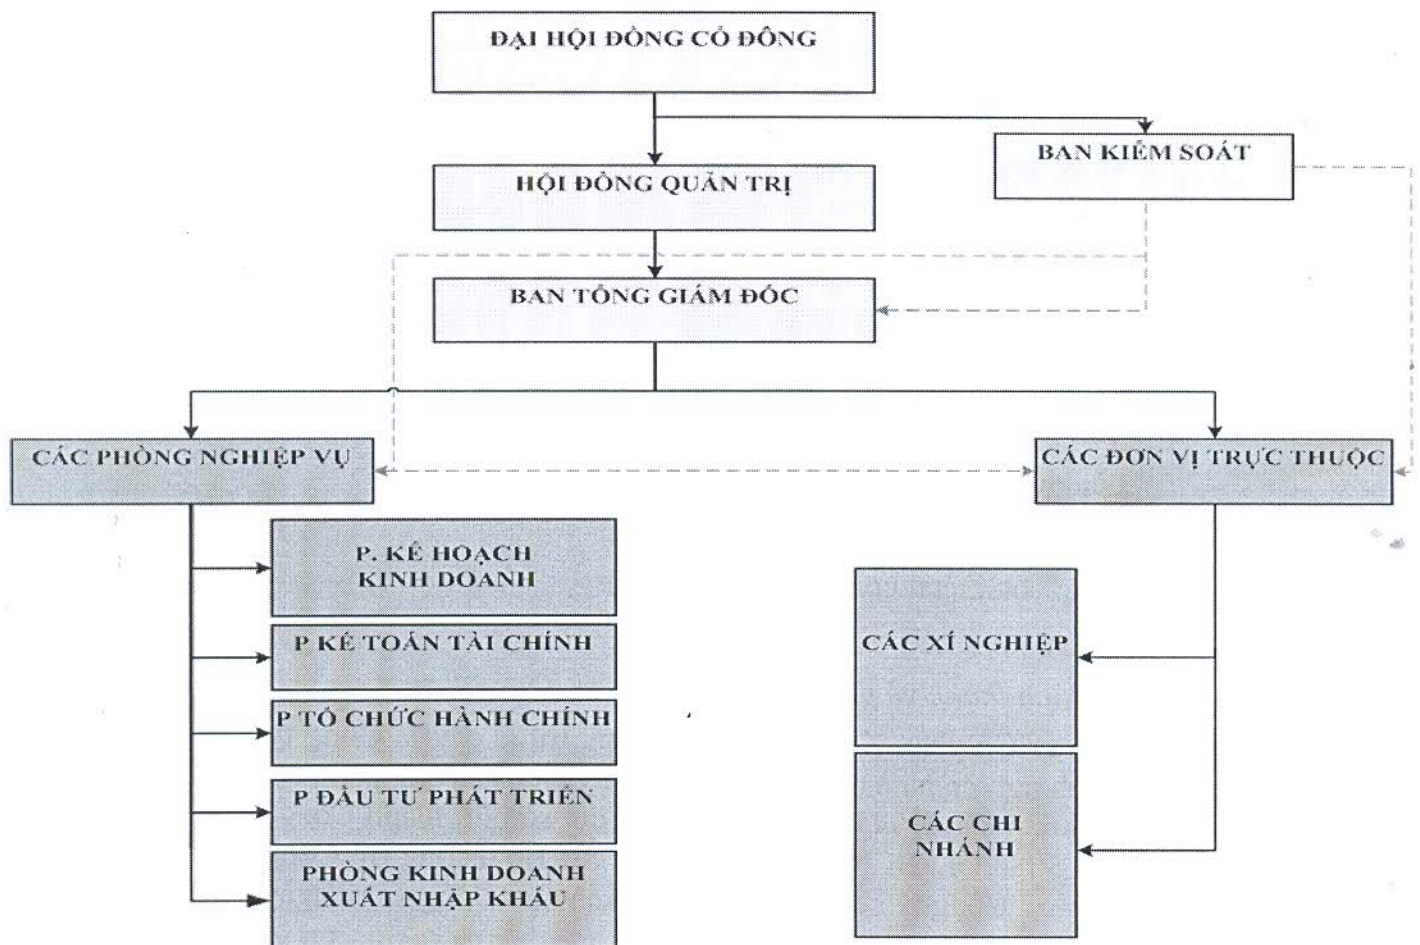 ĐẠI HỘI ĐỒNG CỔ ĐÔNG
BAN KIỂM SOÁT
HỘI ĐỒNG QUẢN TRỊ
BAN TỔNG GIÁM ĐỐC
CÁC PHÒNG NGHIỆP VỤ
CÁC ĐƠN VỊ TRỰC THUỘC
P. KẾ HOẠCH
KINH DOANH
P KẾ TOÁN TÀI CHÍNH
P TỔ CHỨC HÀNH CHÍNH
P ĐẦU TƯ PHÁT TRIỂN
PHÒNG KINH DOANH
XUẤT NHẬP KHẨU
CÁC XÍ NGHIỆP
CÁC CHI
NHÁNH